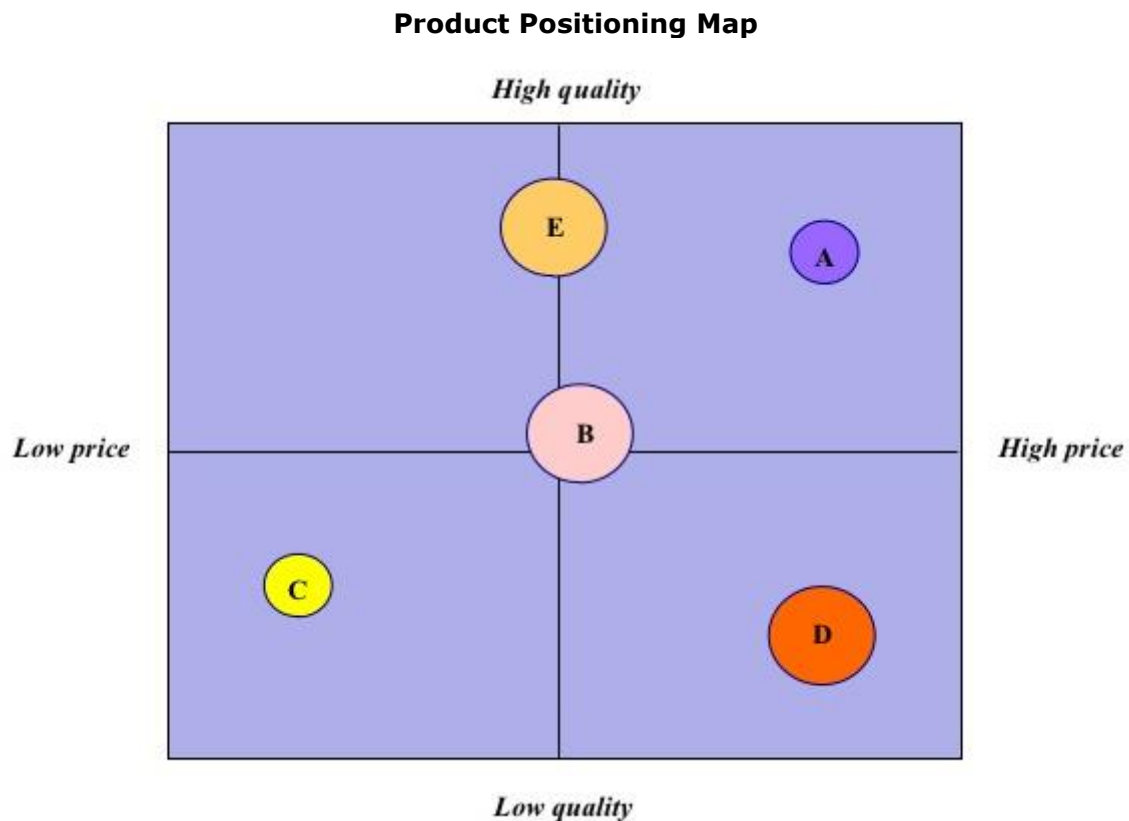 Product Positioning Map
High quality
E
A
B
Low price
High price
C
D
Low quality